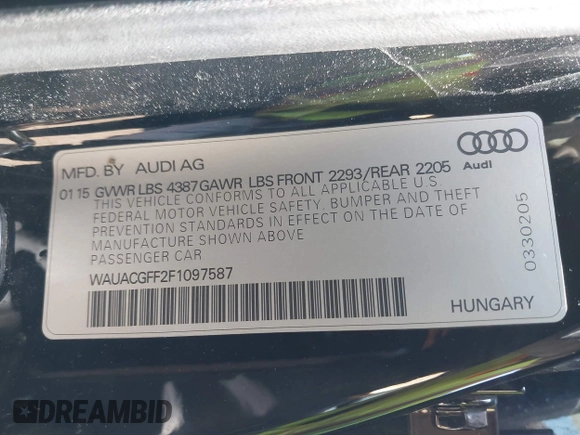 MFD. BY AUDI AG
Audi
01 15 GVWR LBS 4387 GAWR LBS FRONT 2293/REAR 2205
THIS VEHICLE CONFORMS TO ALL APPLICABLE U.S.
FEDERAL MOTOR VEHICLE SAFETY, BUMPER AND THEFT
PREVENTION STANDARDS IN EFFECT ON THE DATE OF
MANUFACTURE SHOWN ABOVE
PASSENGER CAR
WAUACGFF2F1097587
HUNGARY
0330205
DREAMBID